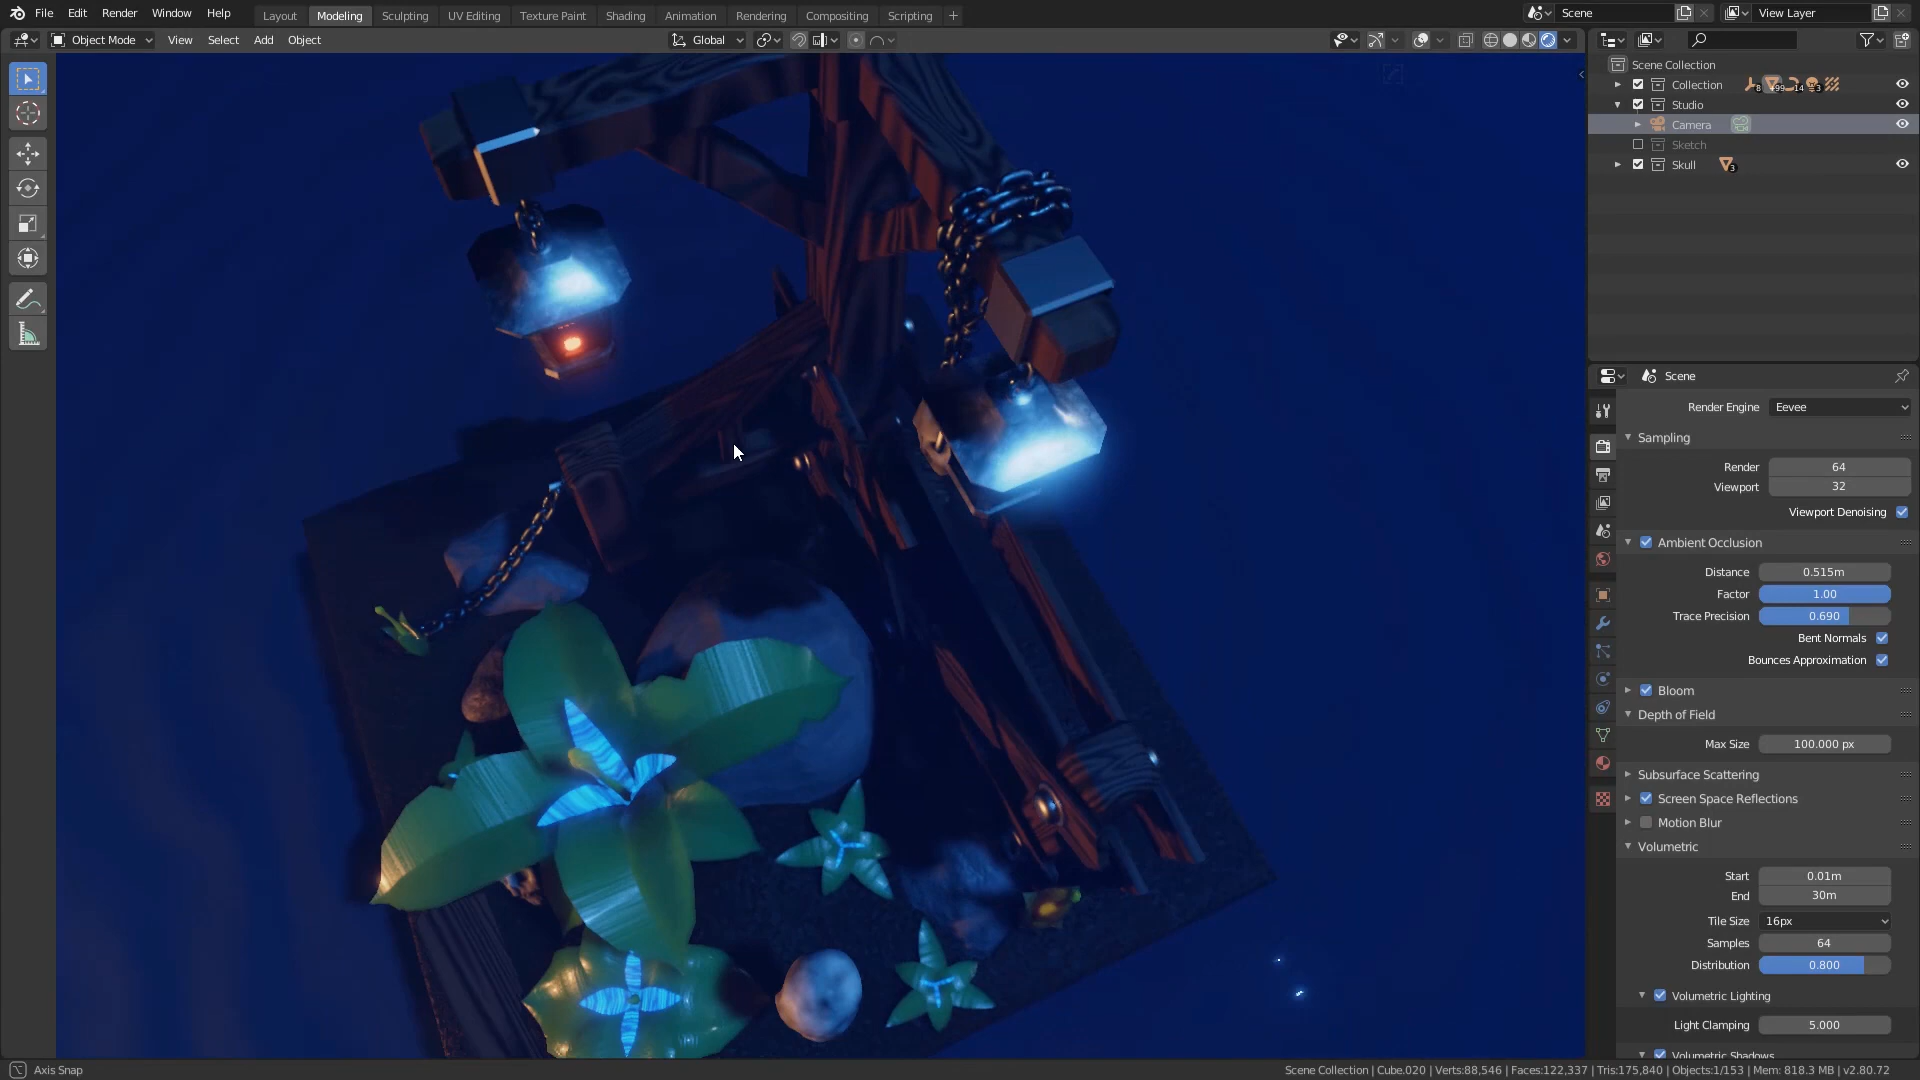 File Edit Render Window Help Layout Modeling Sculpting UV Editing Texture Paint Shading Animation Rendering Compositing Scripting + Scene View Layer
Object Mode View Select Add Object Global
Scene Collection
Collection 8 +99 14 3
Studio
Camera
Sketch
Skull 3
Scene
Render Engine Eevee
Sampling
Render 64
Viewport 32
Viewport Denoising
Ambient Occlusion
Distance 0.515m
Factor 1.00
Trace Precision 0.690
Bent Normals
Bounces Approximation
Bloom
Depth of Field
Max Size 100.000 px
Subsurface Scattering
Screen Space Reflections
Motion Blur
Volumetric
Start 0.01m
End 30m
Tile Size 16px
Samples 64
Distribution 0.800
Volumetric Lighting
Light Clamping 5.000
Volumetric Shadows
Axis Snap Scene Collection | Cube.020 | Verts:88,546 | Faces:122,337 | Tris:175,840 | Objects:1/153 | Mem: 818.3 MB | v2.80.72